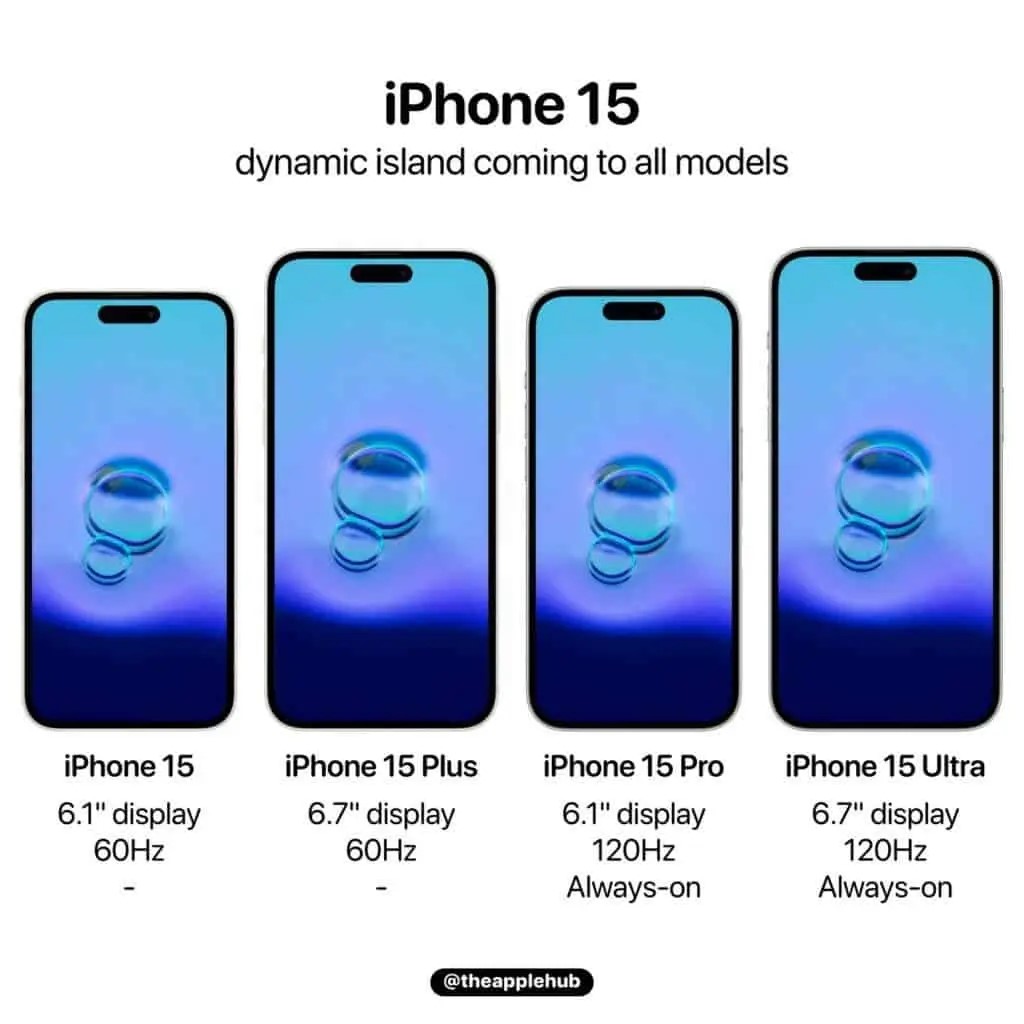 iPhone 15
dynamic island coming to all models
iPhone 15
6.1" display
60Hz
-
iPhone 15 Plus
6.7" display
60Hz
-
iPhone 15 Pro
6.1" display
120Hz
Always-on
iPhone 15 Ultra
6.7" display
120Hz
Always-on
@theapplehub